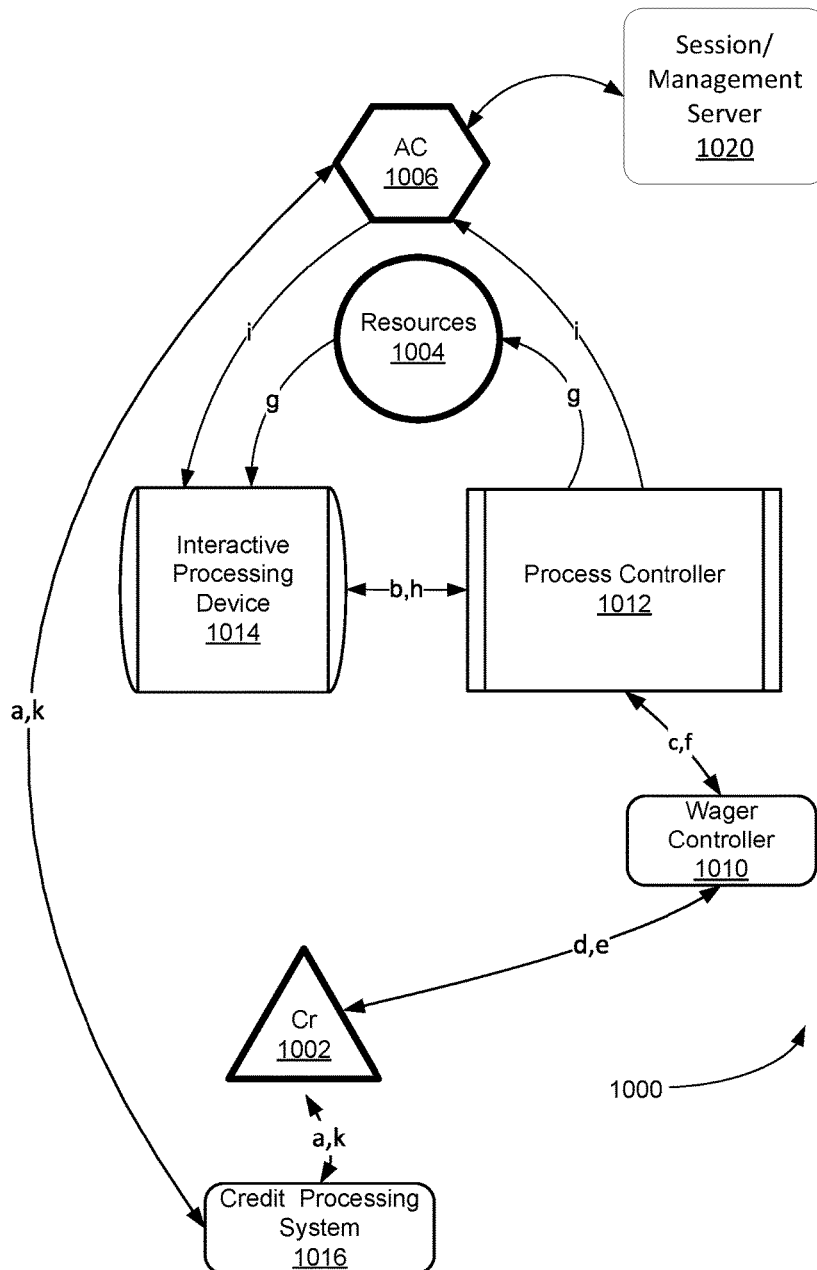 Session/
Management
Server
1020
AC
1006
i
Resources
1004
i
g
g
Interactive
Processing
Device
1014
b,h
Process Controller
1012
a,k
c,f
Wager
Controller
1010
d,e
Cr
1002
1000
a,k
Credit Processing
System
1016